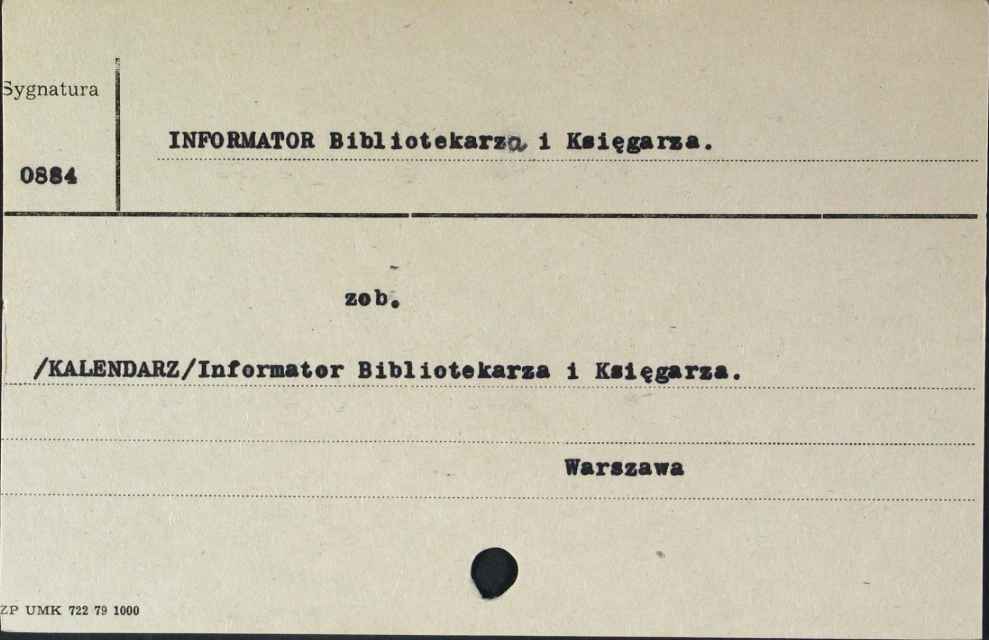 Sygnatura
INFORMATOR Bibliotekarza i Księgarza.
0884
zob.
/KALENDARZ/Informator Bibliotekarza i Księgarza.
Warszawa
ZP UMK 722 79 1000